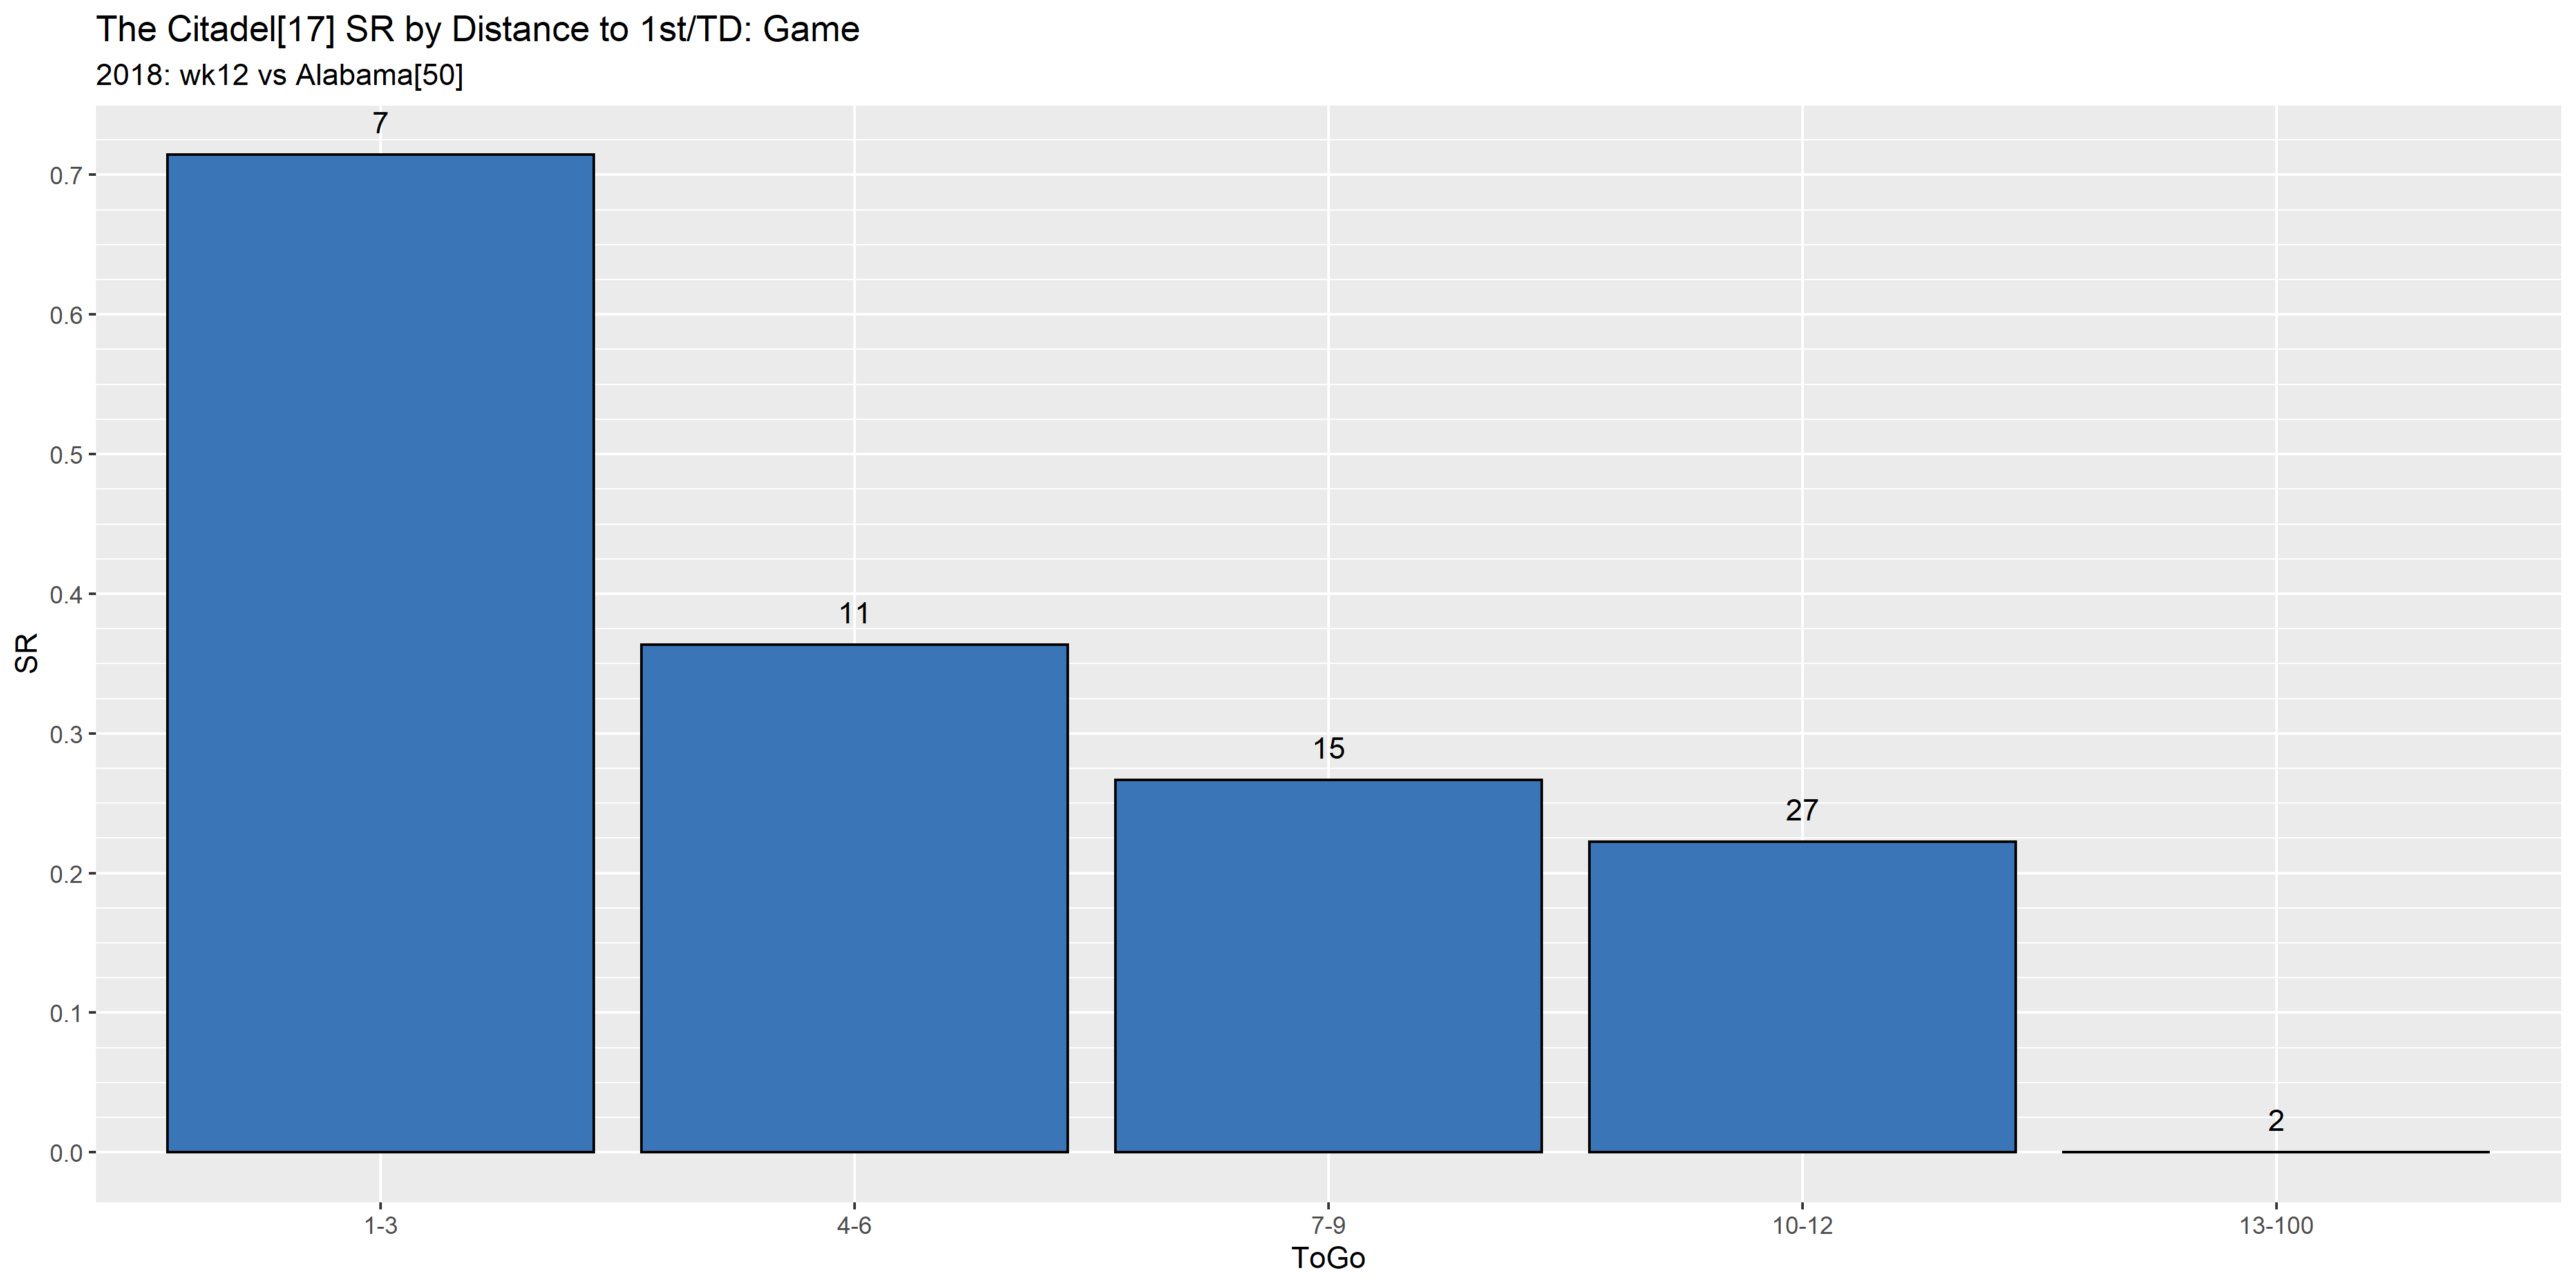 The Citadel[17] SR by Distance to 1st/TD: Game
2018: wk12 vs Alabama[50]
7
11
15
27
2
0.7
0.6
0.5
0.4
0.3
0.2
0.1
0.0
SR
1-3 4-6 7-9 10-12 13-100
ToGo